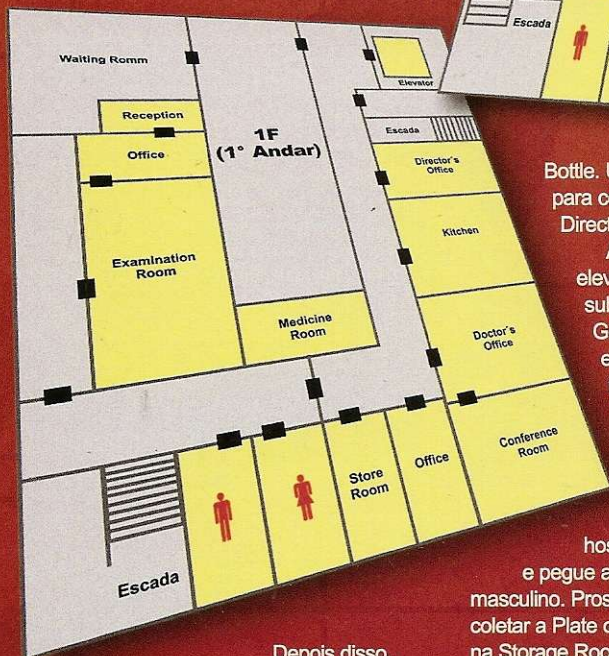 Escada
Waiting Romm
Reception
Office
Examination
Room
1F
(1° Andar)
Medicine
Room
Elevator
Escada
Director's
Office
Kitchen
Doctor's
Office
Conference
Room
Office
Store
Room
Escada
Bottle.
para
Direct
elev
sul
G
e
hos
e pegue a
masculino. Pros
coletar a Plate
na Storage Roo
Depois disso